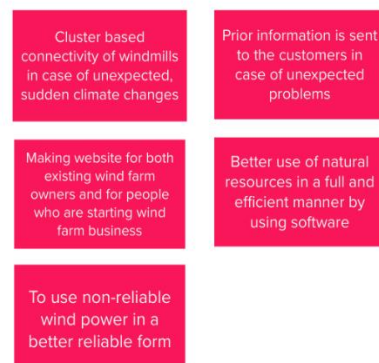 Cluster based
connectivity of windmills
in case of unexpected,
sudden climate changes
Prior information is sent
to the customers in
case of unexpected
problems
Making website for both
existing wind farm
owners and for people
who are starting wind
farm business
Better use of natural
resources in a full and
efficient manner by
using software
To use non-reliable
wind power in a
better reliable form